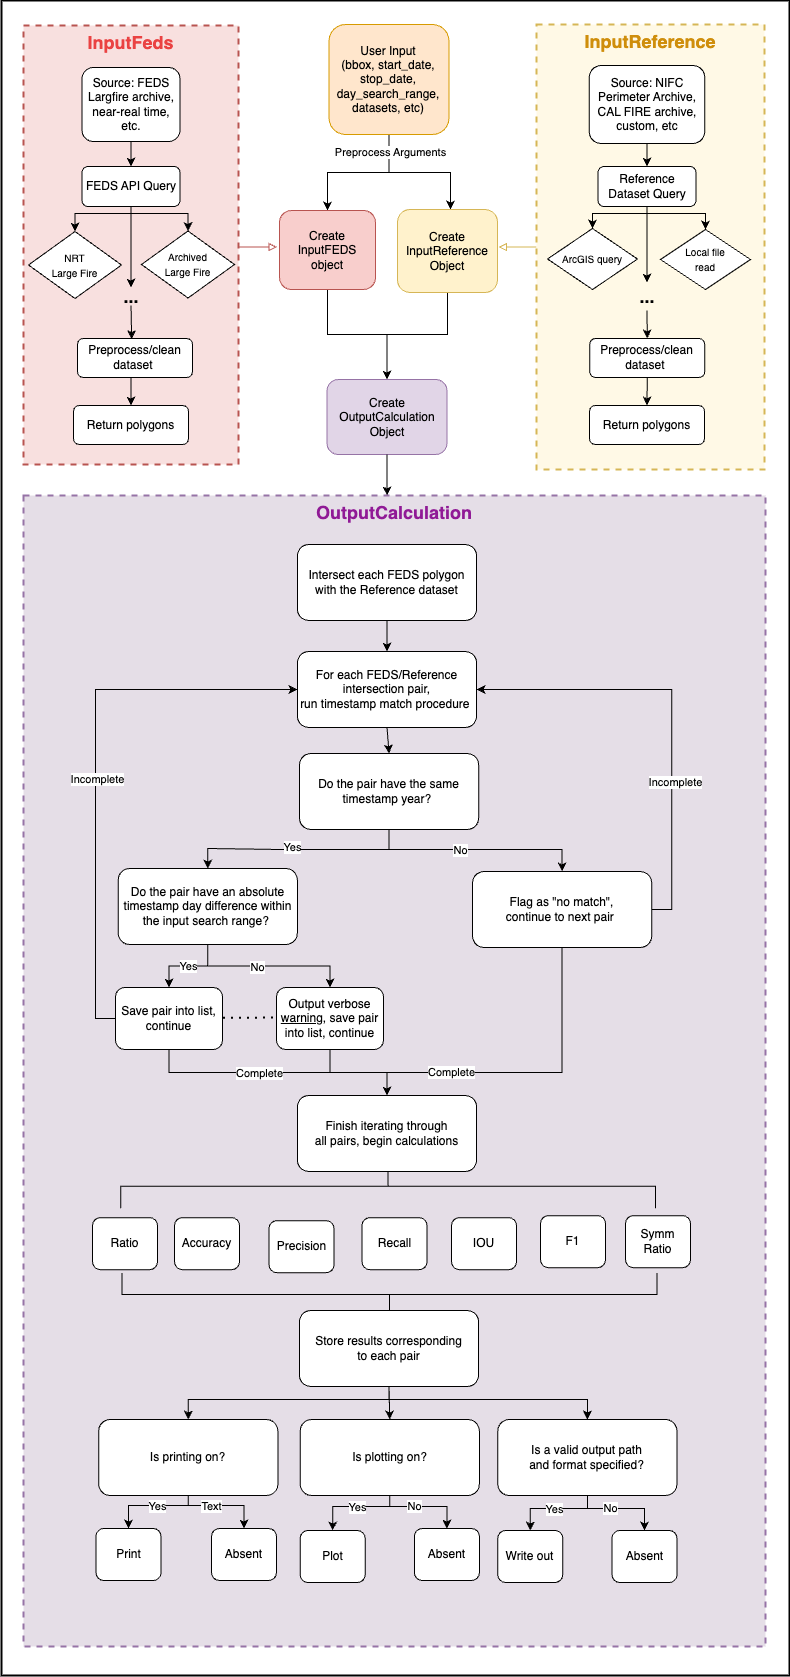 InputFeds
Source: FEDS
Largfire archive,
near-real time,
etc.
FEDS API Query
NRT
Large Fire
Archived
Large Fire
...
Preprocess/clean
dataset
Return polygons
User Input
(bbox, start_date,
stop_date,
day_search_range,
datasets, etc)
Preprocess Arguments
Create
InputFEDS
object
Create
InputReference
Object
Create
OutputCalculation
Object
InputReference
Source: NIFC
Perimeter Archive,
CAL FIRE archive,
custom, etc
Reference
Dataset Query
ArcGIS query
Local file
read
...
Preprocess/clean
dataset
Return polygons
OutputCalculation
Intersect each FEDS polygon
with the Reference dataset
For each FEDS/Reference
intersection pair,
run timestamp match procedure
Incomplete
Incomplete
Do the pair have the same
timestamp year?
Yes
No
Do the pair have an absolute
timestamp day difference within
the input search range?
Flag as "no match",
continue to next pair
Yes
No
Save pair into list,
continue
Output verbose
warning, save pair
into list, continue
Complete
Complete
Finish iterating through
all pairs, begin calculations
Ratio
Accuracy
Precision
Recall
IOU
F1
Symm
Ratio
Store results corresponding
to each pair
Is printing on?
Is plotting on?
Is a valid output path
and format specified?
Yes
Text
Yes
No
Yes
No
Print
Absent
Plot
Absent
Write out
Absent